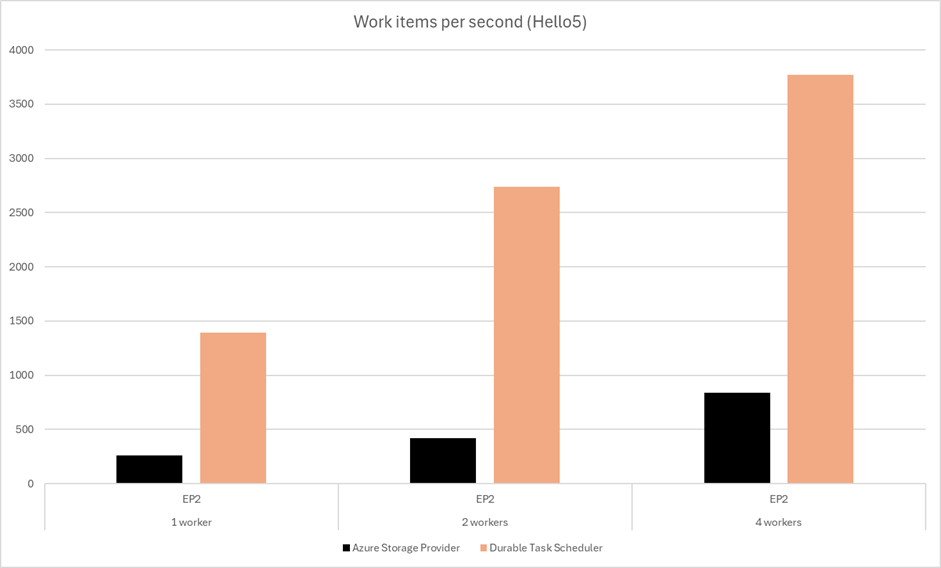 Work items per second (Hello5)
4000
3500
3000
2500
2000
1500
1000
500
0
EP2 EP2 EP2
1 worker 2 workers 4 workers
Azure Storage Provider Durable Task Scheduler